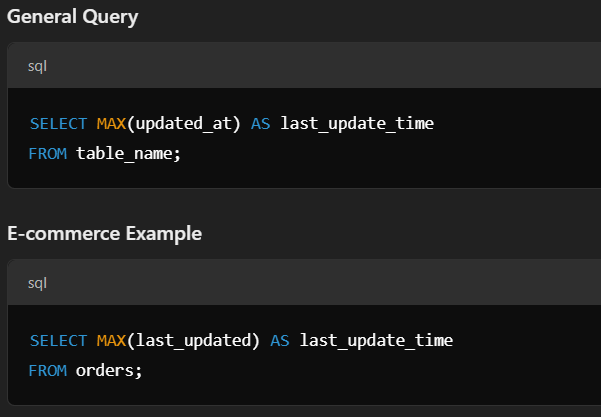 General Query
sql
SELECT MAX(updated_at) AS last_update_time
FROM table_name;
E-commerce Example
sql
SELECT MAX(last_updated) AS last_update_time
FROM orders;